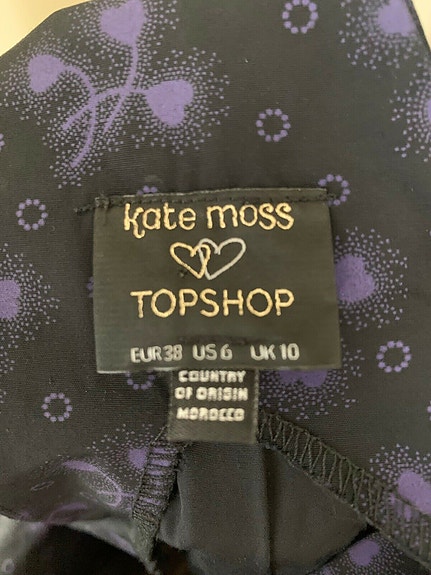 kate moss
TOPSHOP
EUR38 US6 UK10
COUNTRY
OF ORIGIN
MOROCCO